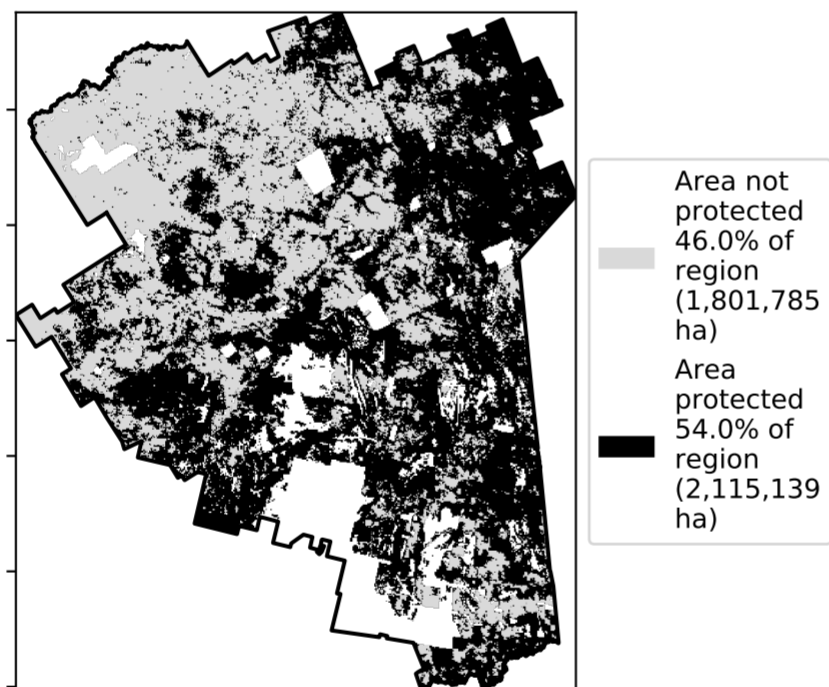 Area not
protected
46.0% of
region
(1,801,785
ha)
Area
protected
54.0% of
region
(2,115,139
ha)